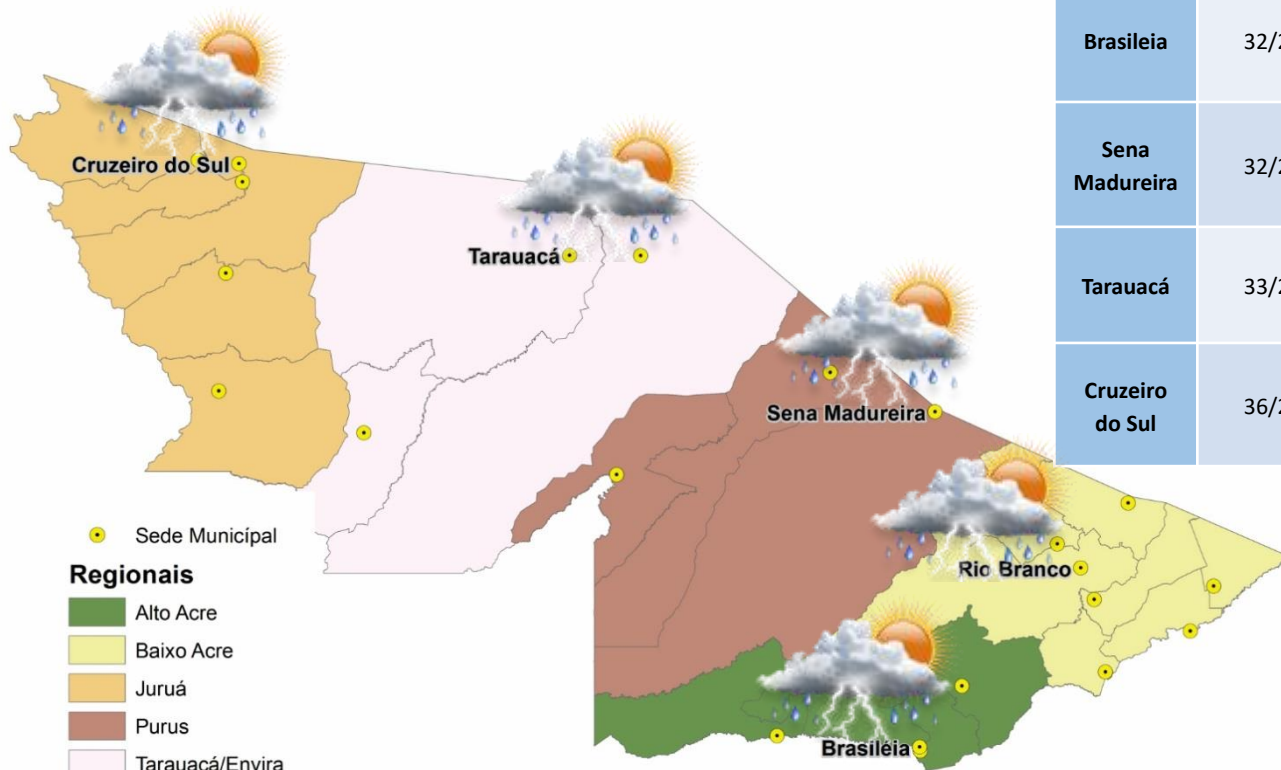 Cruzeiro do Sul
Tarauacá
Sena Madureira
Rio Branco
Brasiléia
Sede Municípal
Regionais
Alto Acre
Baixo Acre
Juruá
Purus
Tarauacá/Envira
Brasileia 32/2
Sena
Madureira
32/2
Tarauacá 33/2
Cruzeiro
do Sul
36/2